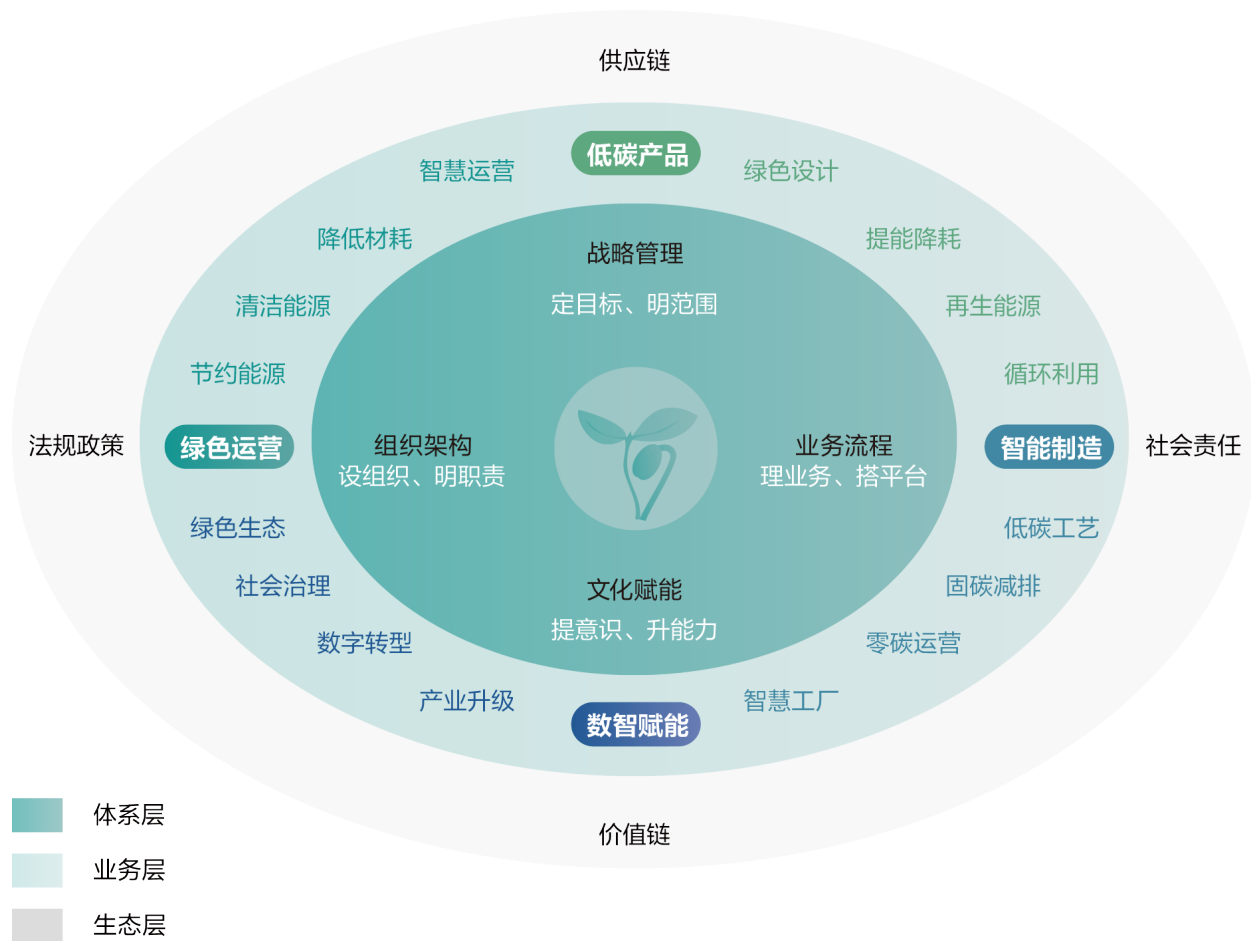 供应链
低碳产品
智慧运营
绿色设计
降低材耗
提能降耗
战略管理
清洁能源
定目标、明范围
再生能源
节约能源
循环利用
法规政策
绿色运营
组织架构
业务流程
智能制造
社会责任
设组织、明职责
理业务、搭平台
绿色生态
低碳工艺
社会治理
文化赋能
固碳减排
提意识、升能力
数字转型
零碳运营
产业升级
智慧工厂
数智赋能
体系层
价值链
业务层
生态层